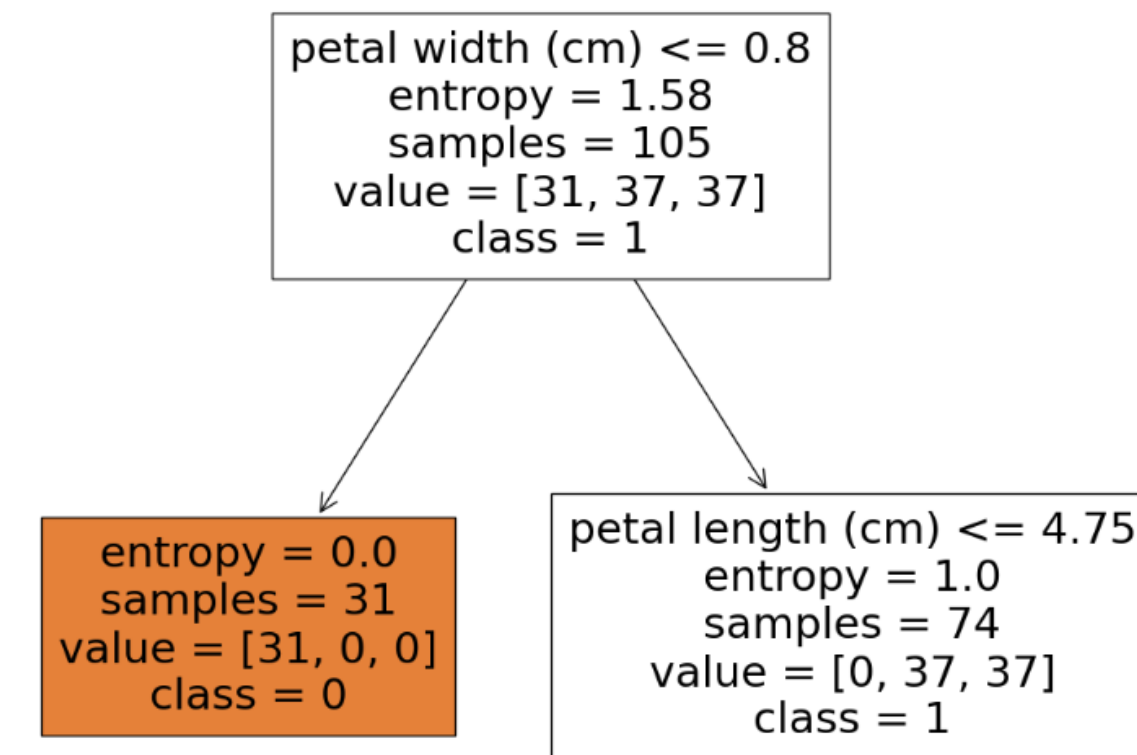 petal width (cm) <= 0.8
entropy = 1.58
samples = 105
value = [31, 37, 37]
class = 1
entropy = 0.0
samples = 31
value = [31, 0, 0]
class = 0
petal length (cm) <= 4.75
entropy = 1.0
samples = 74
value = [0, 37, 37]
class = 1